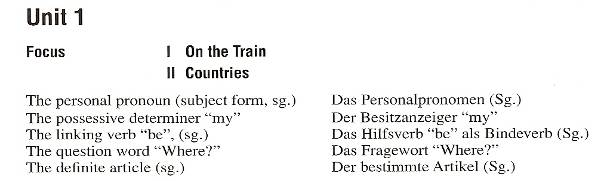 Unit 1
Focus I On the Train
II Countries
The personal pronoun (subject form, sg.) Das Personalpronomen (Sg.)
The possessive determiner “my” Der Besitzanzeiger “my”
The linking verb “be”, (sg.) Das Hilfsverb “be” als Bindeverb (Sg.)
The question word “Where?” Das Fragewort “Where?”
The definite article (sg.) Der bestimmte Artikel (Sg.)